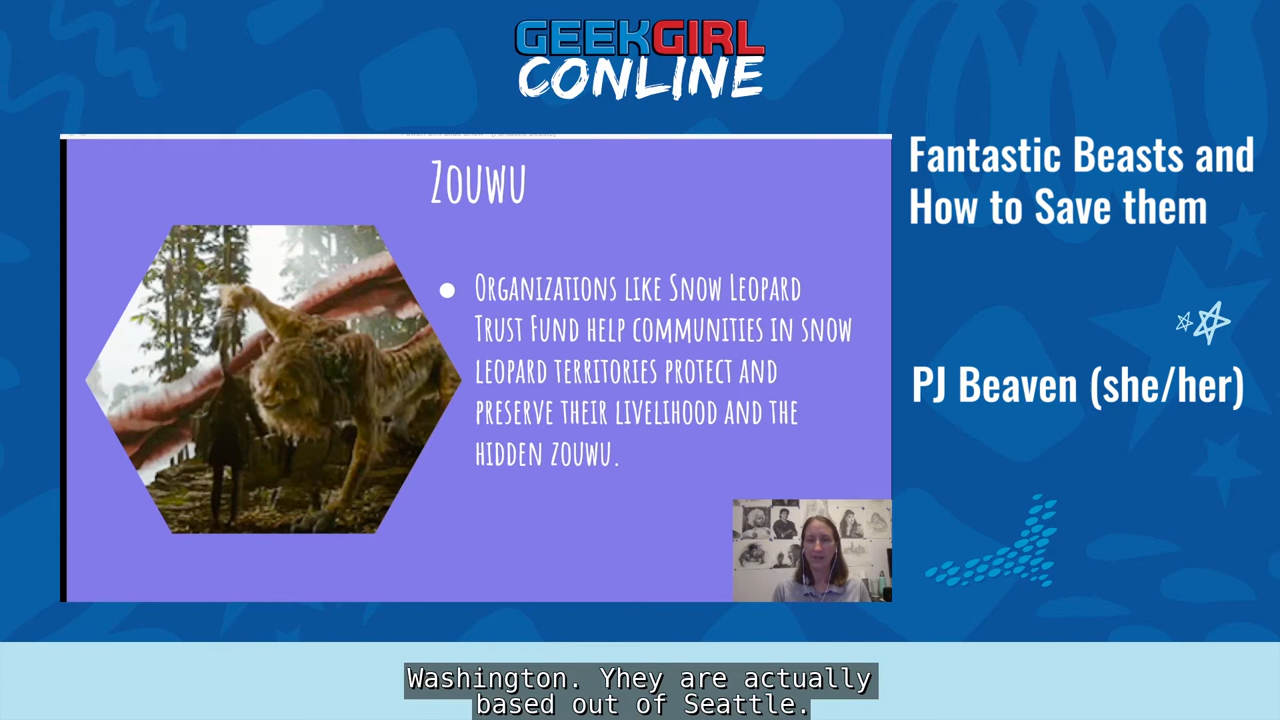 GEEKGIRL
CONLINE
Fantastic Beasts and
How to Save them
PJ Beaven (she/her)
Zouwu
● Organizations like Snow Leopard
Trust Fund help communities in snow
leopard territories protect and
preserve their livelihood and the
hidden zouwu.
Washington. Yhey are actually
based out of Seattle.